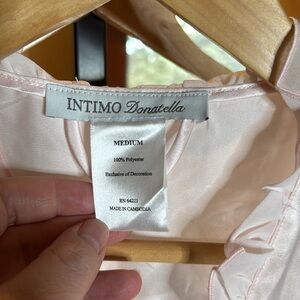 INTIMO Donatella
MEDIUM
100% Polyester
Exclusive of Decoration
RN 64211
MADE IN CAMBODIA